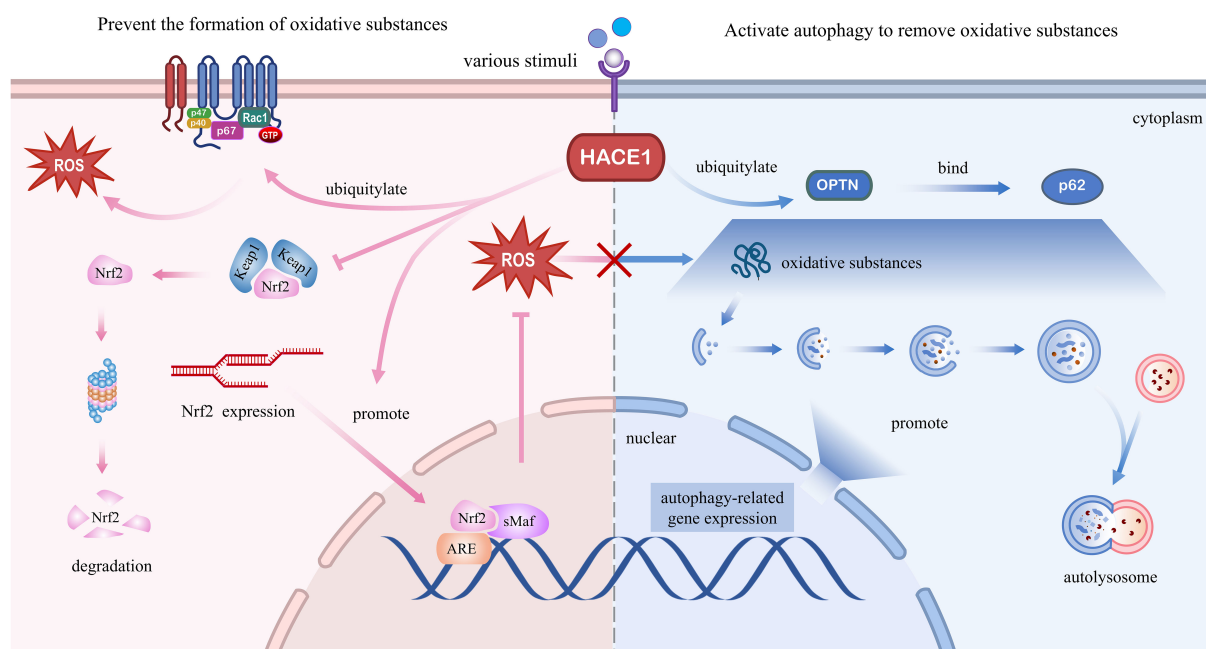 Prevent the formation of oxidative substances
various stimuli
Activate autophagy to remove oxidative substances
cytoplasm
p47
p40
p67
Rac1
GTP
ROS
ubiquitylate
HACE1
ubiquitylate
OPTN
bind
p62
Nrf2
Keap1
Keap1
Nrf2
ROS
oxidative substances
Nrf2 expression
promote
nuclear
promote
Nrf2
degradation
Nrf2
sMaf
ARE
autophagy-related
gene expression
autolysosome